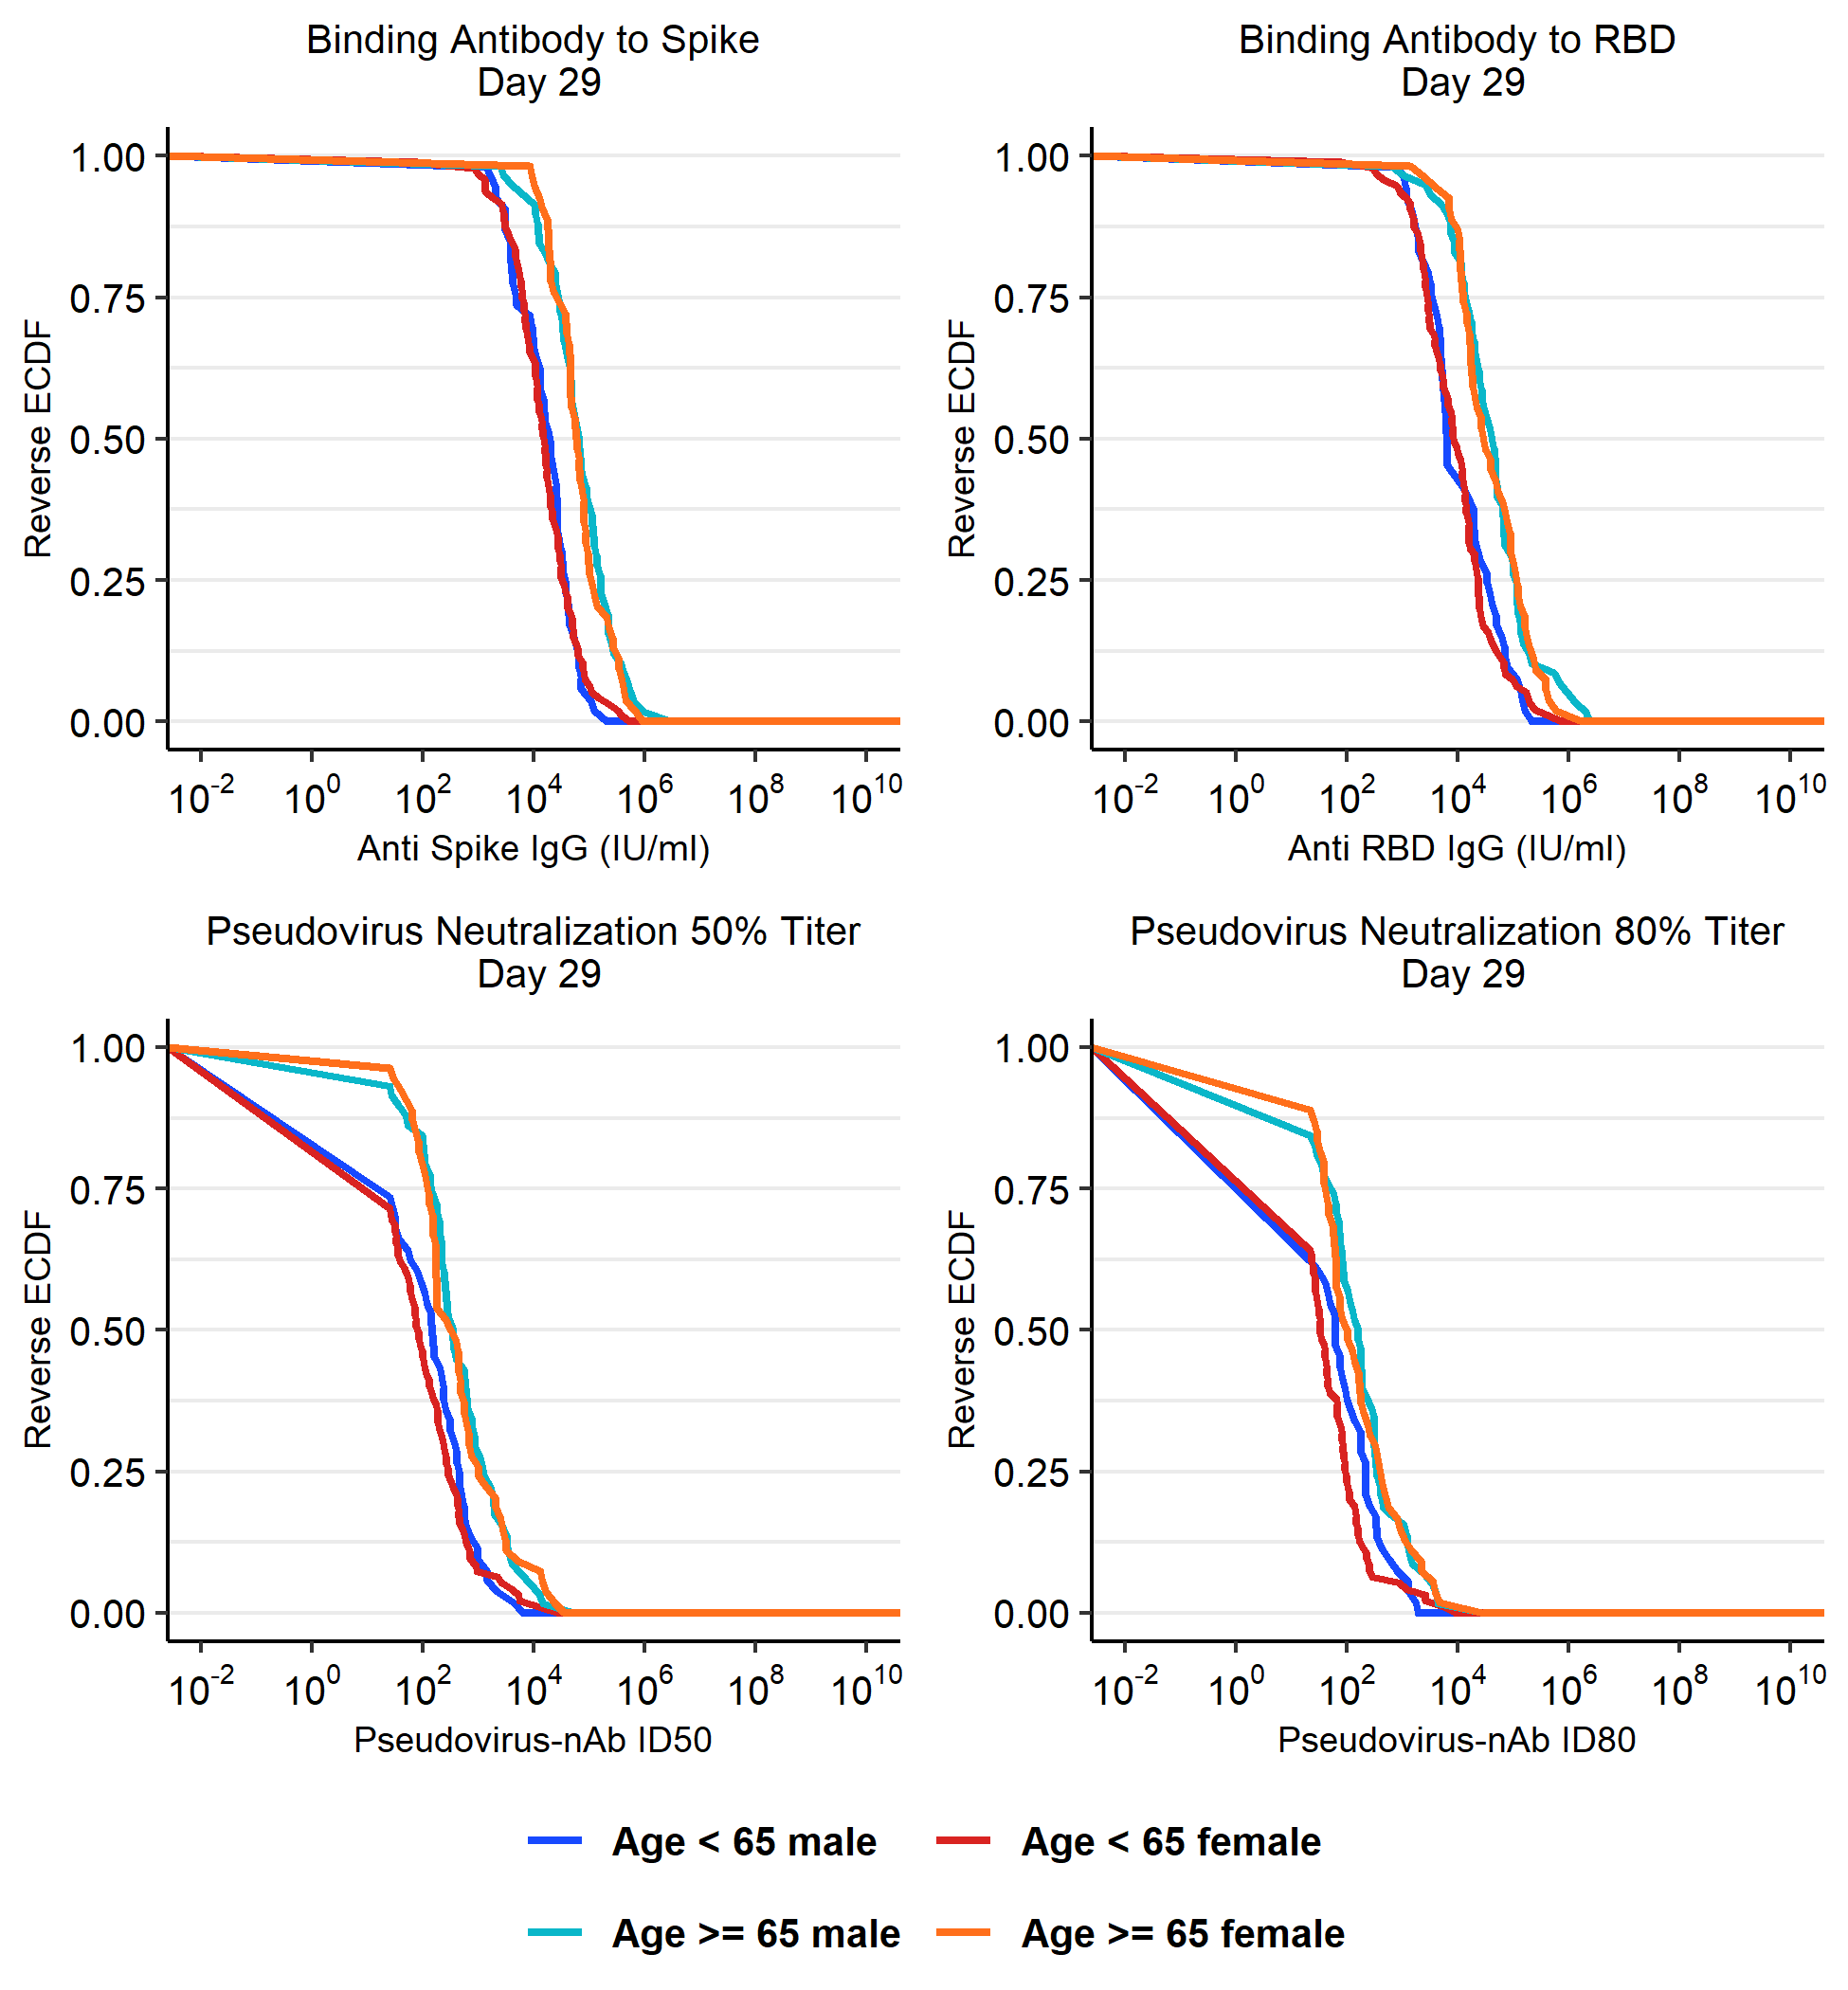 Binding Antibody to Spike
Day 29
Reverse ECDF
1.00
0.75
0.50
0.25
0.00
10^-2 10^0 10^2 10^4 10^6 10^8 10^10
Anti Spike IgG (IU/ml)
Binding Antibody to RBD
Day 29
Reverse ECDF
1.00
0.75
0.50
0.25
0.00
10^-2 10^0 10^2 10^4 10^6 10^8 10^10
Anti RBD IgG (IU/ml)
Pseudovirus Neutralization 50% Titer
Day 29
Reverse ECDF
1.00
0.75
0.50
0.25
0.00
10^-2 10^0 10^2 10^4 10^6 10^8 10^10
Pseudovirus-nAb ID50
Pseudovirus Neutralization 80% Titer
Day 29
Reverse ECDF
1.00
0.75
0.50
0.25
0.00
10^-2 10^0 10^2 10^4 10^6 10^8 10^10
Pseudovirus-nAb ID80
Age < 65 male
Age < 65 female
Age >= 65 male
Age >= 65 female